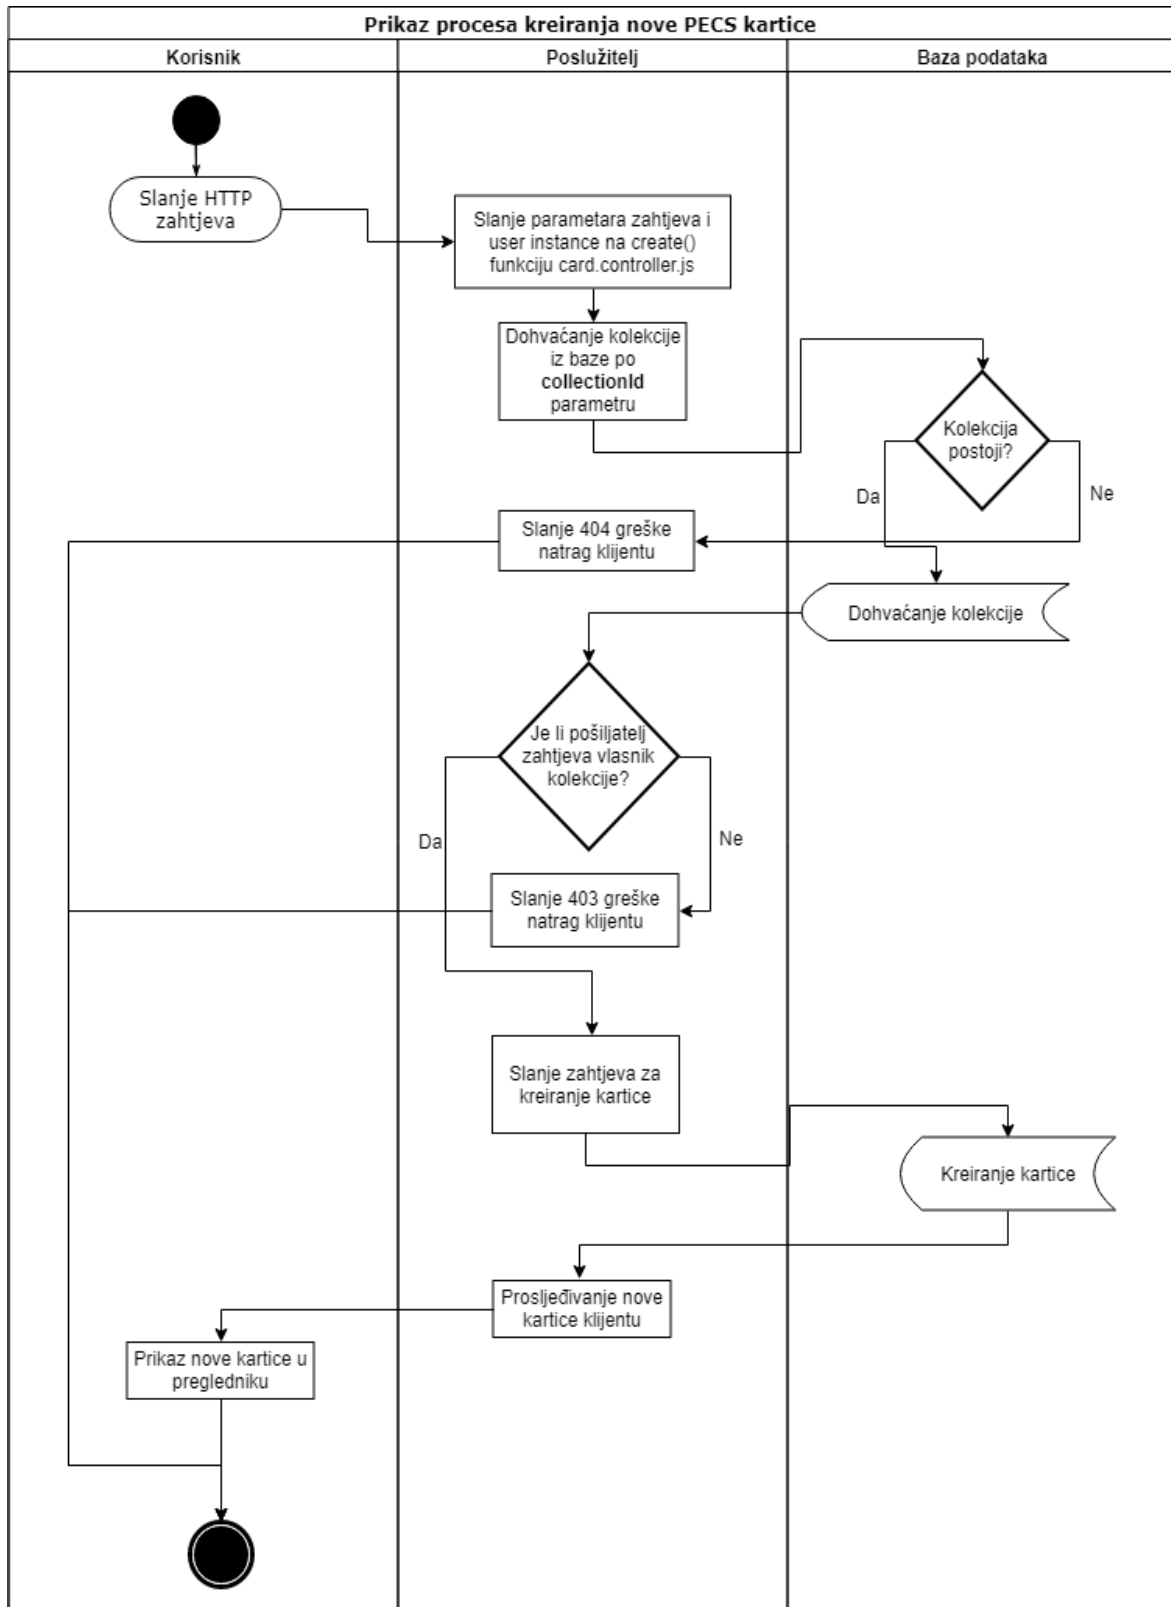 Prikaz procesa kreiranja nove PECS kartice
Korisnik
Poslužitelj
Baza podataka
Slanje HTTP
zahtjeva
Slanje parametara zahtjeva i
user instance na create()
funkciju card.controller.js
Dohvaćanje kolekcije
iz baze po
collectionId
parametru
Kolekcija
postoji?
Da
Ne
Slanje 404 greške
natrag klijentu
Dohvaćanje kolekcije
Je li pošiljatelj
zahtjeva vlasnik
kolekcije?
Da
Ne
Slanje 403 greške
natrag klijentu
Slanje zahtjeva za
kreiranje kartice
Kreiranje kartice
Prosljeđivanje nove
kartice klijentu
Prikaz nove kartice u
pregledniku